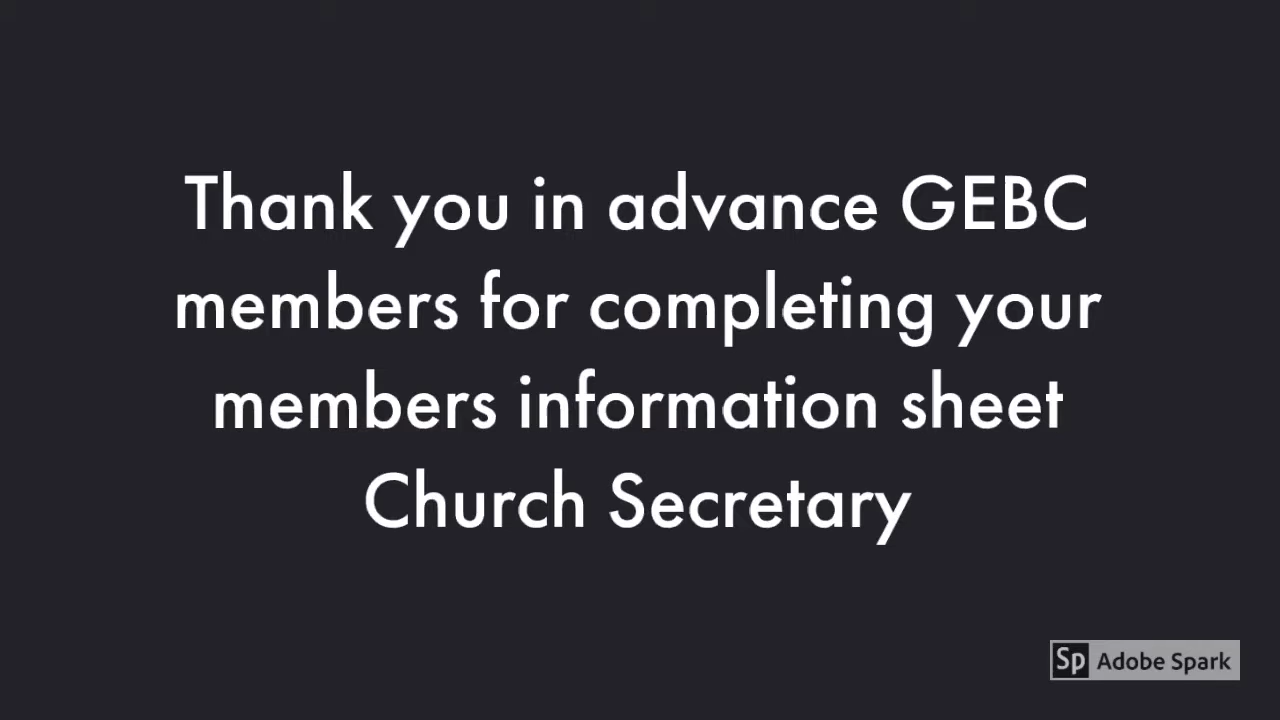 Thank you in advance GEBC
members for completing your
members information sheet
Church Secretary
Sp Adobe Spark